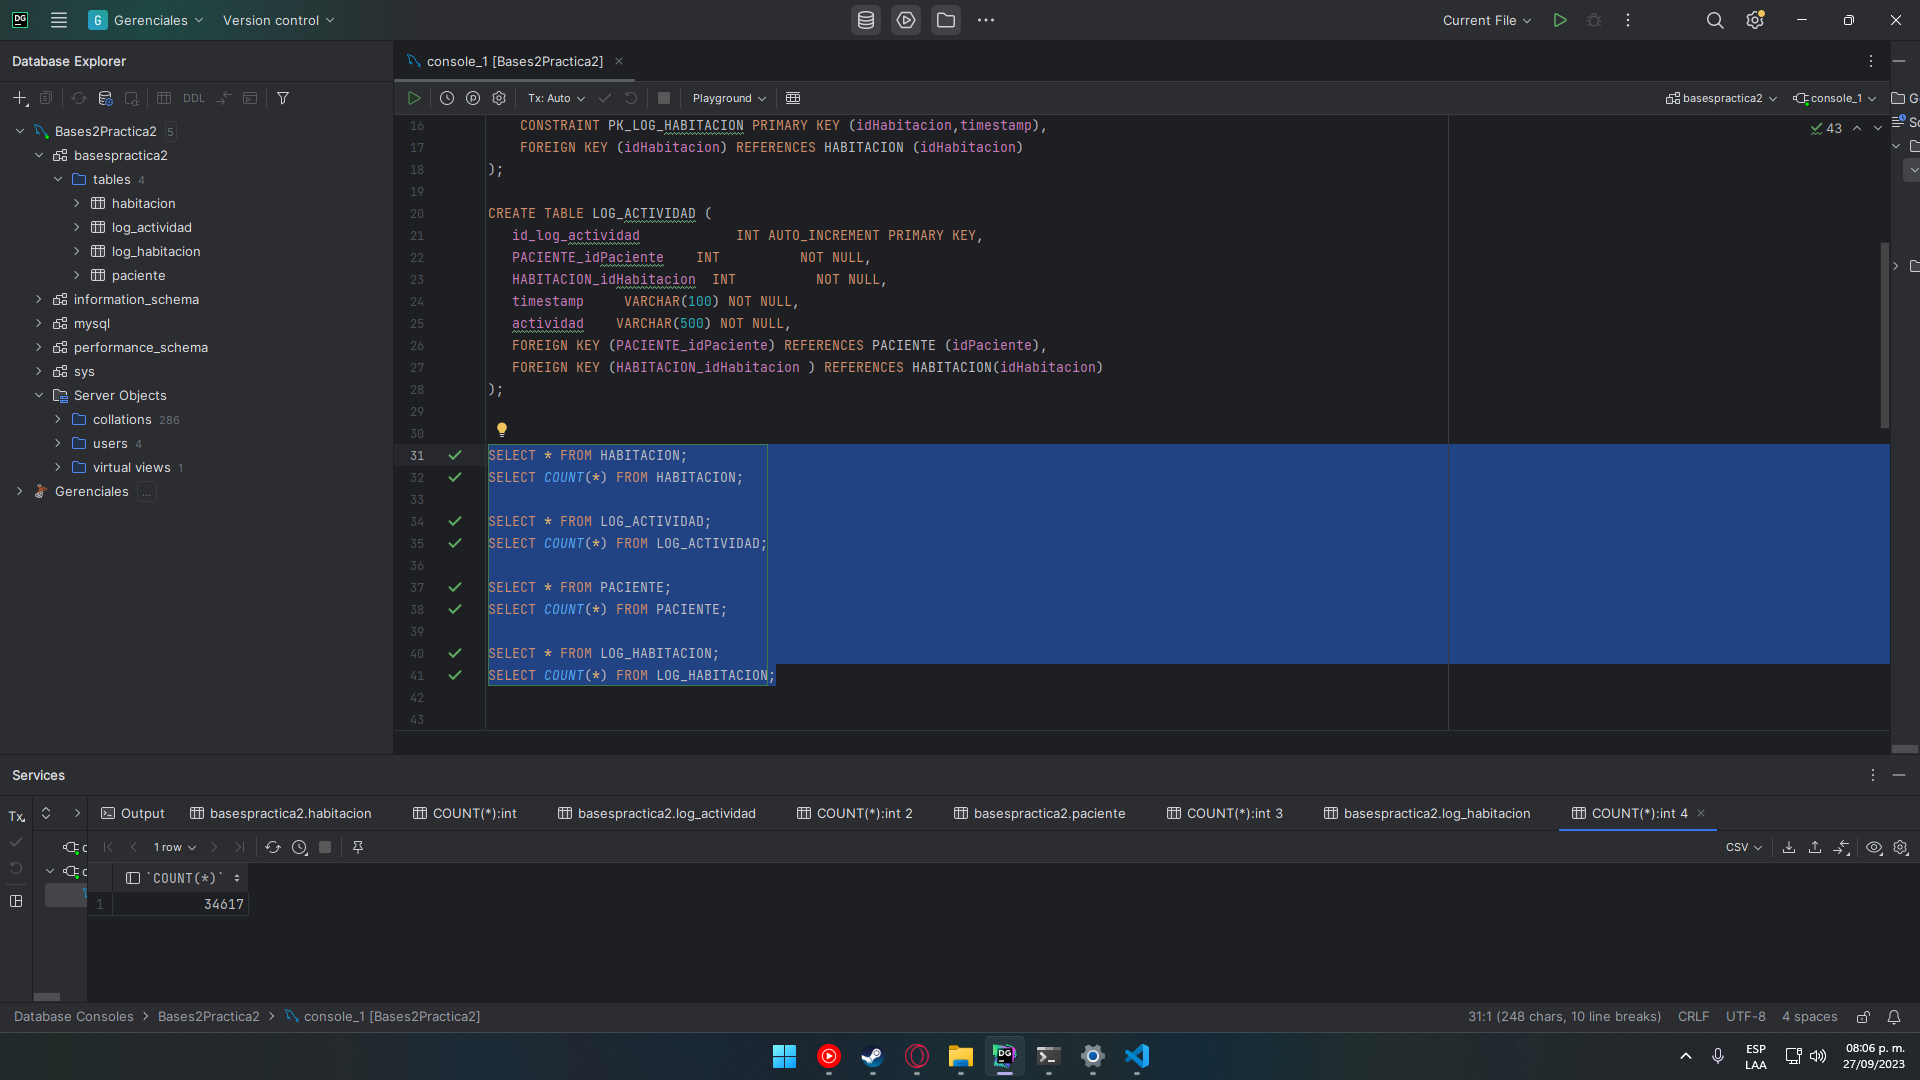 DG
G Gerenciales
Version control
Current File
Database Explorer
console_1 [Bases2Practica2]
DDL
Tx: Auto
Playground
basespractica2
console_1
Bases2Practica2 5
basespractica2
tables 4
habitacion
log_actividad
log_habitacion
paciente
information_schema
mysql
performance_schema
sys
Server Objects
collations 286
users 4
virtual views 1
Gerenciales ...
43
16 CONSTRAINT PK_LOG_HABITACION PRIMARY KEY (idHabitacion,timestamp),
17 FOREIGN KEY (idHabitacion) REFERENCES HABITACION (idHabitacion)
18 );
19
20 CREATE TABLE LOG_ACTIVIDAD (
21 id_log_actividad INT AUTO_INCREMENT PRIMARY KEY,
22 PACIENTE_idPaciente INT NOT NULL,
23 HABITACION_idHabitacion INT NOT NULL,
24 timestamp VARCHAR(100) NOT NULL,
25 actividad VARCHAR(500) NOT NULL,
26 FOREIGN KEY (PACIENTE_idPaciente) REFERENCES PACIENTE (idPaciente),
27 FOREIGN KEY (HABITACION_idHabitacion ) REFERENCES HABITACION(idHabitacion)
28 );
29
30
31 SELECT * FROM HABITACION;
32 SELECT COUNT(*) FROM HABITACION;
33
34 SELECT * FROM LOG_ACTIVIDAD;
35 SELECT COUNT(*) FROM LOG_ACTIVIDAD;
36
37 SELECT * FROM PACIENTE;
38 SELECT COUNT(*) FROM PACIENTE;
39
40 SELECT * FROM LOG_HABITACION;
41 SELECT COUNT(*) FROM LOG_HABITACION;
42
43
Services
Tx
Output
basespractica2.habitacion
COUNT(*):int
basespractica2.log_actividad
COUNT(*):int 2
basespractica2.paciente
COUNT(*):int 3
basespractica2.log_habitacion
COUNT(*):int 4
1 row
CSV
`COUNT(*)`
1 34617
Database Consoles > Bases2Practica2 > console_1 [Bases2Practica2]
31:1 (248 chars, 10 line breaks)
CRLF
UTF-8
4 spaces
DG
ESP
LAA
08:06 p. m.
27/09/2023